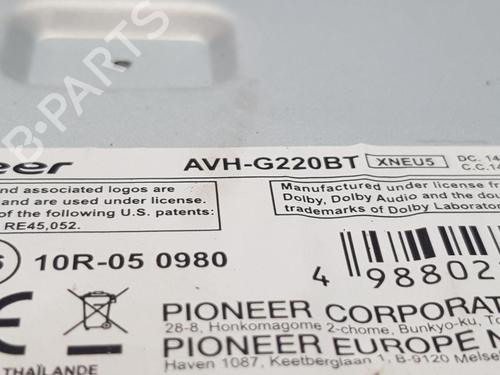 eer AVH-G220BT XNEU5 DC. 14
C.C.14
and associated logos are
are used under license.
of the following U.S. patents:
RE45,052.
Manufactured under license from
Dolby, Dolby Audio and the dou
trademarks of Dolby Laborator
10R-05 0980
4 98802
PIONEER CORPORAT
28-8, Honkomagome 2-chome, Bunkyo-ku, To
PIONEER EUROPE N
Haven 1087, Keetberglaan 1, B-9120 Melse
THAÏLANDE
B-PARTS